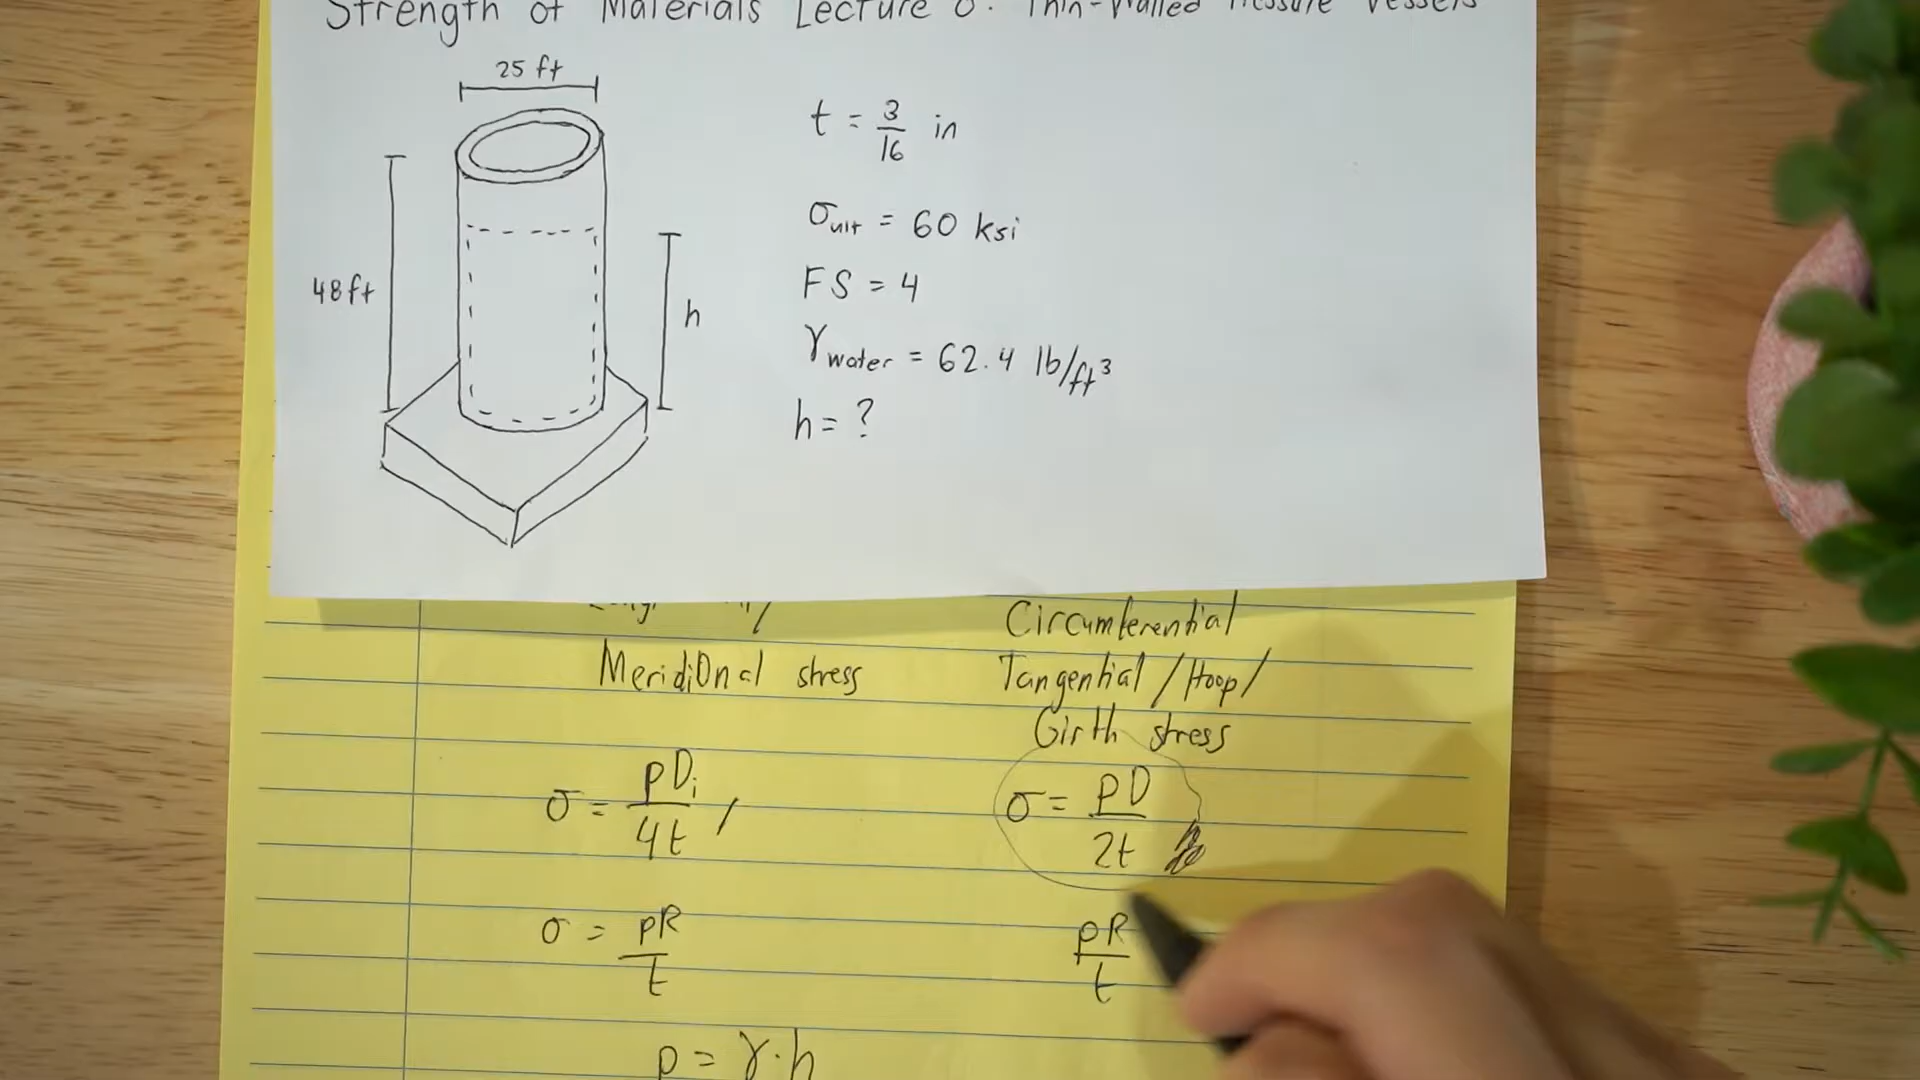 Strength of Materials Lecture 8: Thin-Walled Pressure Vessels
25 ft
t = 3/16 in
σult = 60 ksi
48ft
h
FS = 4
γwater = 62.4 lb/ft³
h = ?
Circumferential
Meridional stress
Tangential / Hoop/
Girth stress
σ = pDi/4t /
σ = pD/2t
σ = pR/t
pR/t
p = γ·h